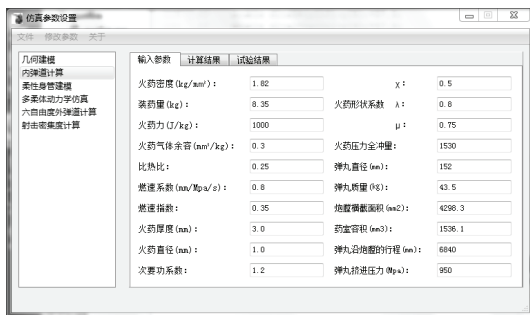 仿真参数设置
文件 修改参数 关于
几何建模
内弹道计算
柔性身管建模
多柔体动力学仿真
六自由度外弹道计算
射击密集度计算
输入参数 计算结果 试验结果
火药密度(kg/mm³): 1.82 χ: 0.5
装药量(kg): 8.35 火药形状系数 λ: 0.8
火药力(J/kg): 1000 μ: 0.75
火药气体余容(mm³/kg): 0.3 火药压力全冲量: 1530
比热比: 0.25 弹丸直径(mm): 152
燃速系数(mm/Mpa/s): 0.8 弹丸质量(kg): 43.5
燃速指数: 0.35 炮膛横截面积(mm2): 4298.3
火药厚度(mm): 3.0 药室容积(mm3): 1536.1
火药直径(mm): 1.0 弹丸沿炮膛的行程(mm): 6840
次要功系数: 1.2 弹丸挤进压力(Mpa): 950